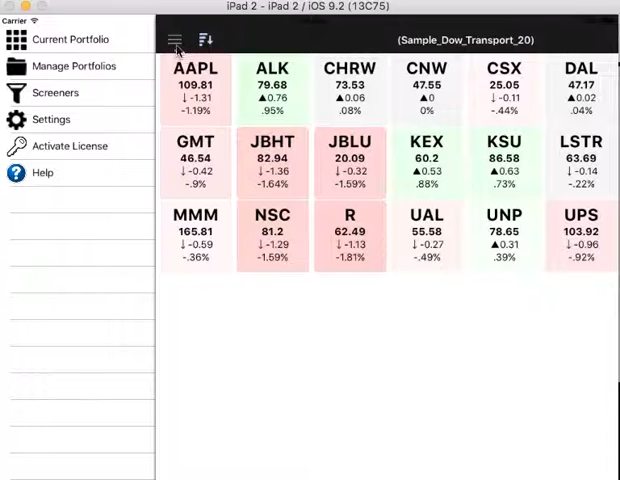 iPad 2 - iPad 2 / iOS 9.2 (13C75)
Carrier
Current Portfolio
Manage Portfolios
Screeners
Settings
Activate License
Help
(Sample_Dow_Transport_20)
AAPL ALK CHRW CNW CSX DAL
109.81 79.68 73.53 47.55 25.05 47.17
↓-1.31 ▲0.76 ▲0.06 ▲0 ↓-0.11 ▲0.02
-1.19% .95% .08% 0% -.44% .04%
GMT JBHT JBLU KEX KSU LSTR
46.54 82.94 20.09 60.2 86.58 63.69
↓-0.42 ↓-1.36 ↓-0.32 ▲0.53 ▲0.63 ↓-0.14
-.9% -1.64% -1.59% .88% .73% -.22%
MMM NSC R UAL UNP UPS
165.81 81.2 62.49 55.58 78.65 103.92
↓-0.59 ↓-1.29 ↓-1.13 ↓-0.27 ▲0.31 ↓-0.96
-.36% -1.59% -1.81% -.49% .39% -.92%